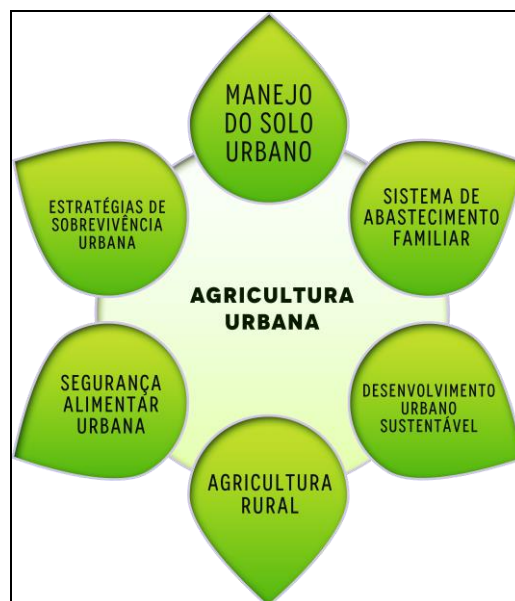 MANEJO
DO SOLO
URBANO
ESTRATÉGIAS DE
SOBREVIVÊNCIA
URBANA
SISTEMA DE
ABASTECIMENTO
FAMILIAR
AGRICULTURA
URBANA
SEGURANÇA
ALIMENTAR
URBANA
DESENVOLVIMENTO
URBANO
SUSTENTÁVEL
AGRICULTURA
RURAL